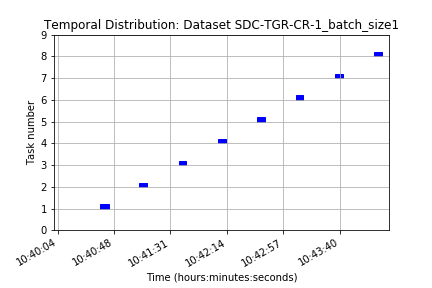 Temporal Distribution: Dataset SDC-TGR-CR-1_batch_size1
9
8
7
6
5
4
3
2
1
0
Task number
10:40:04 10:40:48 10:41:31 10:42:14 10:42:57 10:43:40
Time (hours:minutes:seconds)